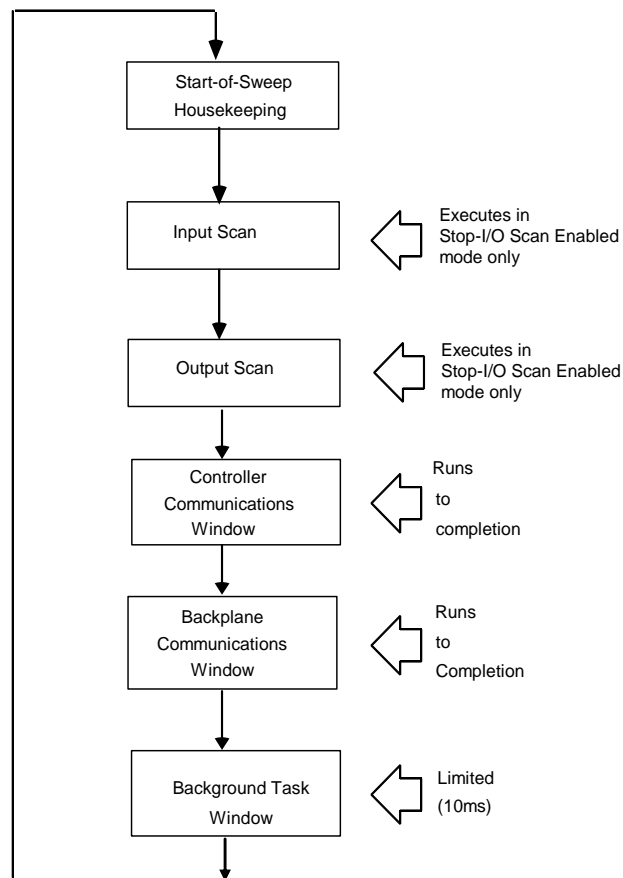 Start-of-Sweep
Housekeeping
Input Scan
Executes in
Stop-I/O Scan Enabled
mode only
Output Scan
Executes in
Stop-I/O Scan Enabled
mode only
Controller
Communications
Window
Runs
to
completion
Backplane
Communications
Window
Runs
to
Completion
Background Task
Window
Limited
(10ms)